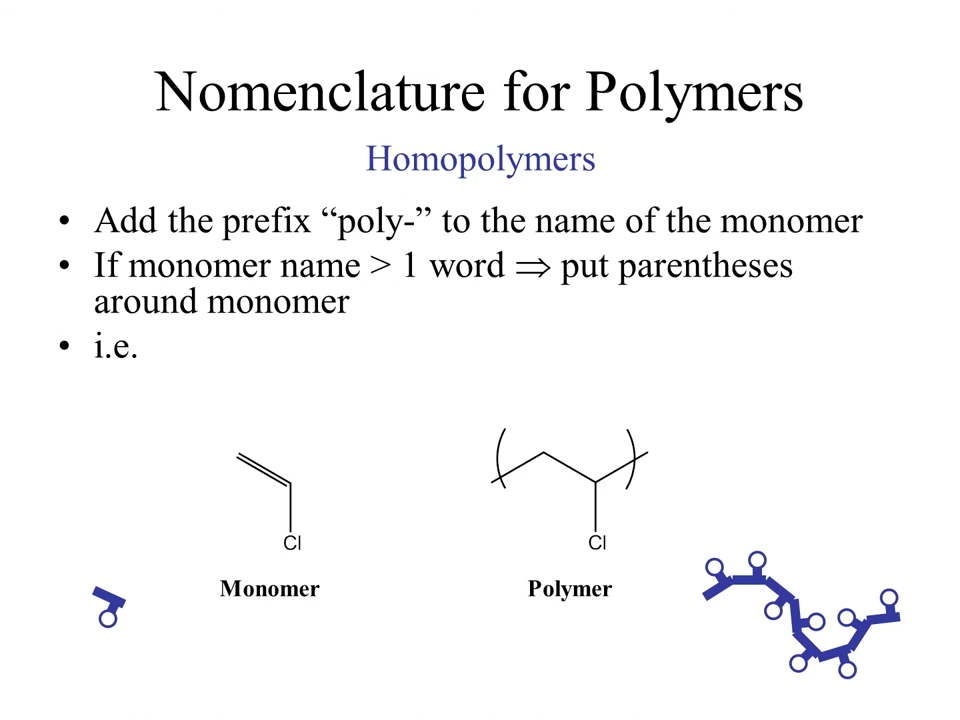 Nomenclature for Polymers
Homopolymers
• Add the prefix “poly-” to the name of the monomer
• If monomer name > 1 word ⇒ put parentheses
around monomer
• i.e.
Cl
Cl
Monomer
Polymer